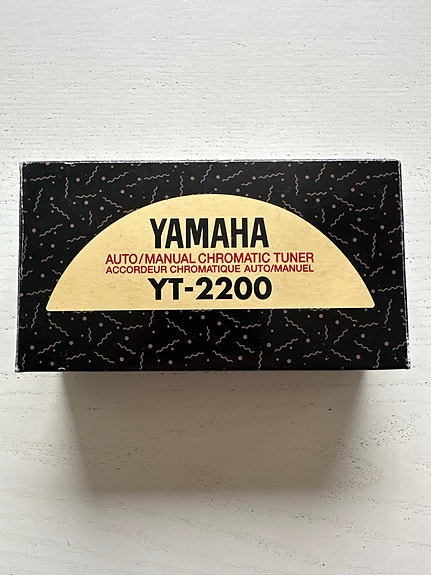 YAMAHA
AUTO/MANUAL CHROMATIC TUNER
ACCORDEUR CHROMATIQUE AUTO/MANUEL
YT-2200